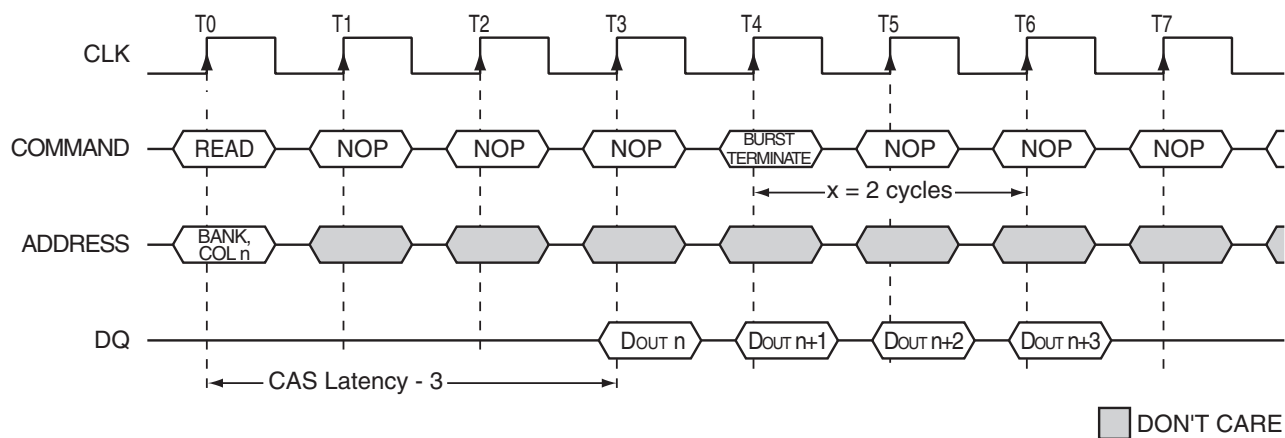 T0 T1 T2 T3 T4 T5 T6 T7
CLK
COMMAND READ NOP NOP NOP BURST TERMINATE NOP NOP NOP
x = 2 cycles
ADDRESS BANK, COL n
DQ DOUT n DOUT n+1 DOUT n+2 DOUT n+3
CAS Latency - 3
DON'T CARE